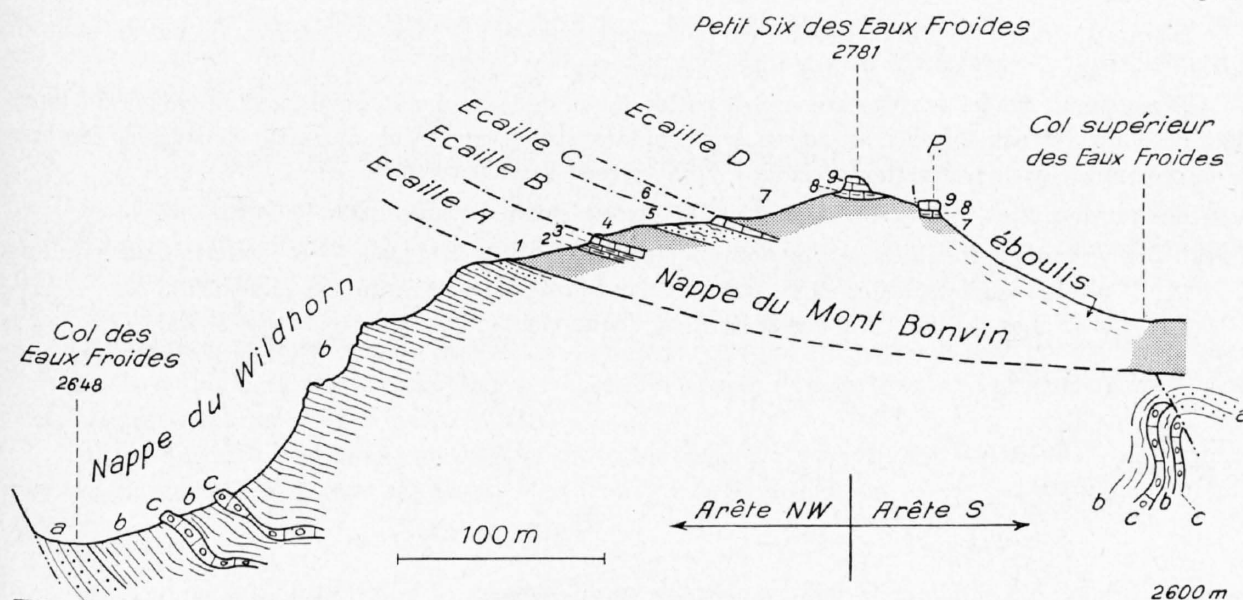 Petit Six des Eaux Froides
2781
Ecaille D
Ecaille C
Ecaille B
Ecaille A
P.
Col supérieur
des Eaux Froides
1
2
3
4
5
6
7
8
9
9
8
7
éboulis
Nappe du Mont Bonvin
Nappe du Wildhorn
b
Col des
Eaux Froides
2648
a
b
c
b
c
100 m
Arête NW
Arête S
a
b
c
b
c
2600 m